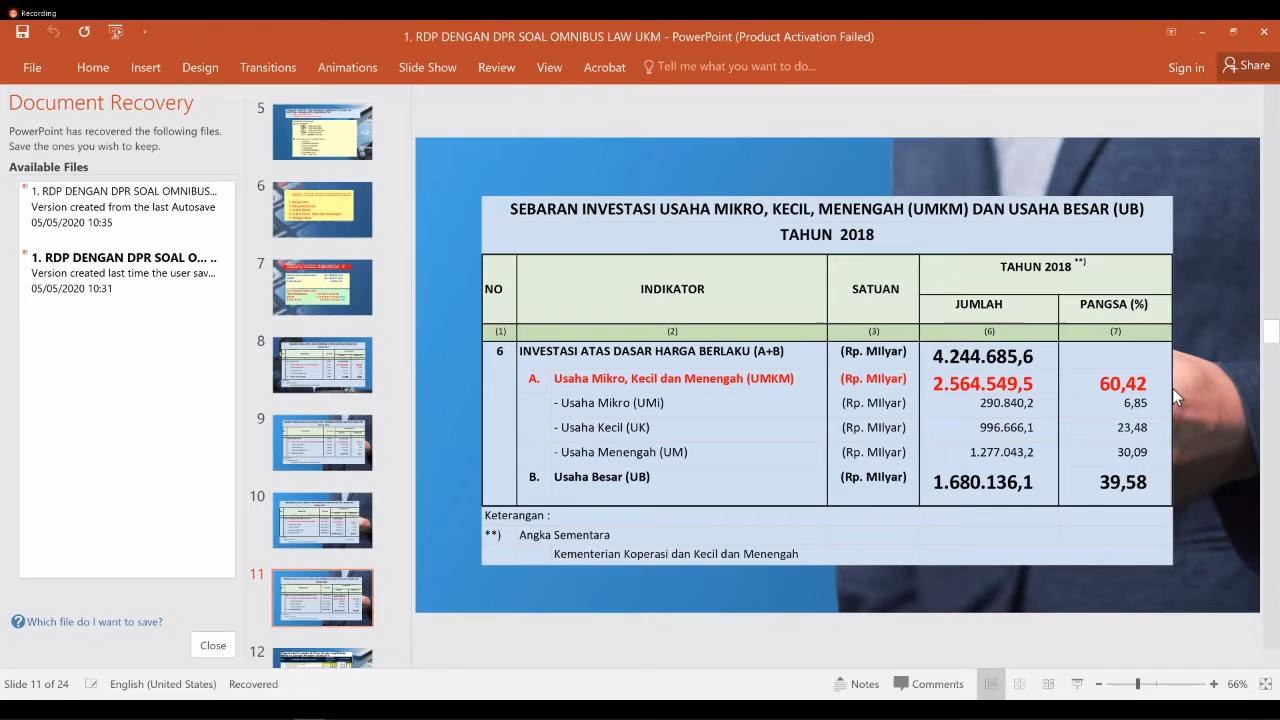 Recording
1. RDP DENGAN DPR SOAL OMNIBUS LAW UKM - PowerPoint (Product Activation Failed)
File Home Insert Design Transitions Animations Slide Show Review View Acrobat Tell me what you want to do... Sign in Share
Document Recovery
PowerPoint has recovered the following files.
Save the ones you wish to keep.
Available Files
1. RDP DENGAN DPR SOAL OMNIBUS...
Version created from the last Autosave
05/05/2020 10:35
1. RDP DENGAN DPR SOAL O... ...
Version created last time the user sav...
05/05/2020 10:31
Which file do I want to save?
Close
5
6
7
8
9
10
11
12
SEBARAN INVESTASI USAHA MIKRO, KECIL, MENENGAH (UMKM) DAN USAHA BESAR (UB)
TAHUN 2018
NO INDIKATOR SATUAN TAHUN 2018 **)
JUMLAH PANGSA (%)
(1) (2) (3) (6) (7)
6 INVESTASI ATAS DASAR HARGA BERLAKU (A+B) (Rp. MIlyar) 4.244.685,6
A. Usaha Mikro, Kecil dan Menengah (UMKM) (Rp. MIlyar) 2.564.549,5 60,42
- Usaha Mikro (UMi) (Rp. MIlyar) 290.840,2 6,85
- Usaha Kecil (UK) (Rp. MIlyar) 996.666,1 23,48
- Usaha Menengah (UM) (Rp. MIlyar) 1.277.043,2 30,09
B. Usaha Besar (UB) (Rp. MIlyar) 1.680.136,1 39,58
Keterangan :
**) Angka Sementara
Kementerian Koperasi dan Kecil dan Menengah
Slide 11 of 24 English (United States) Recovered Notes Comments 66%